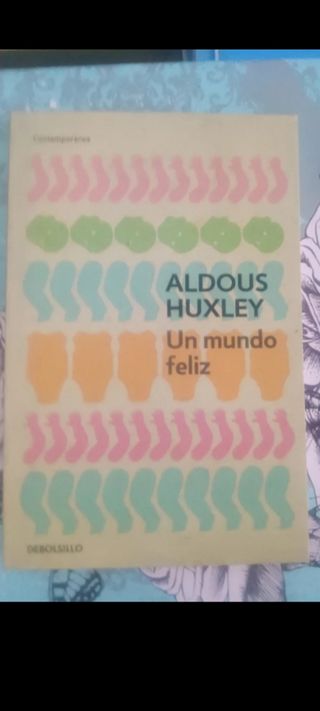 Contemporánea
ALDOUS
HUXLEY
Un mundo
feliz
DEBOLSILLO